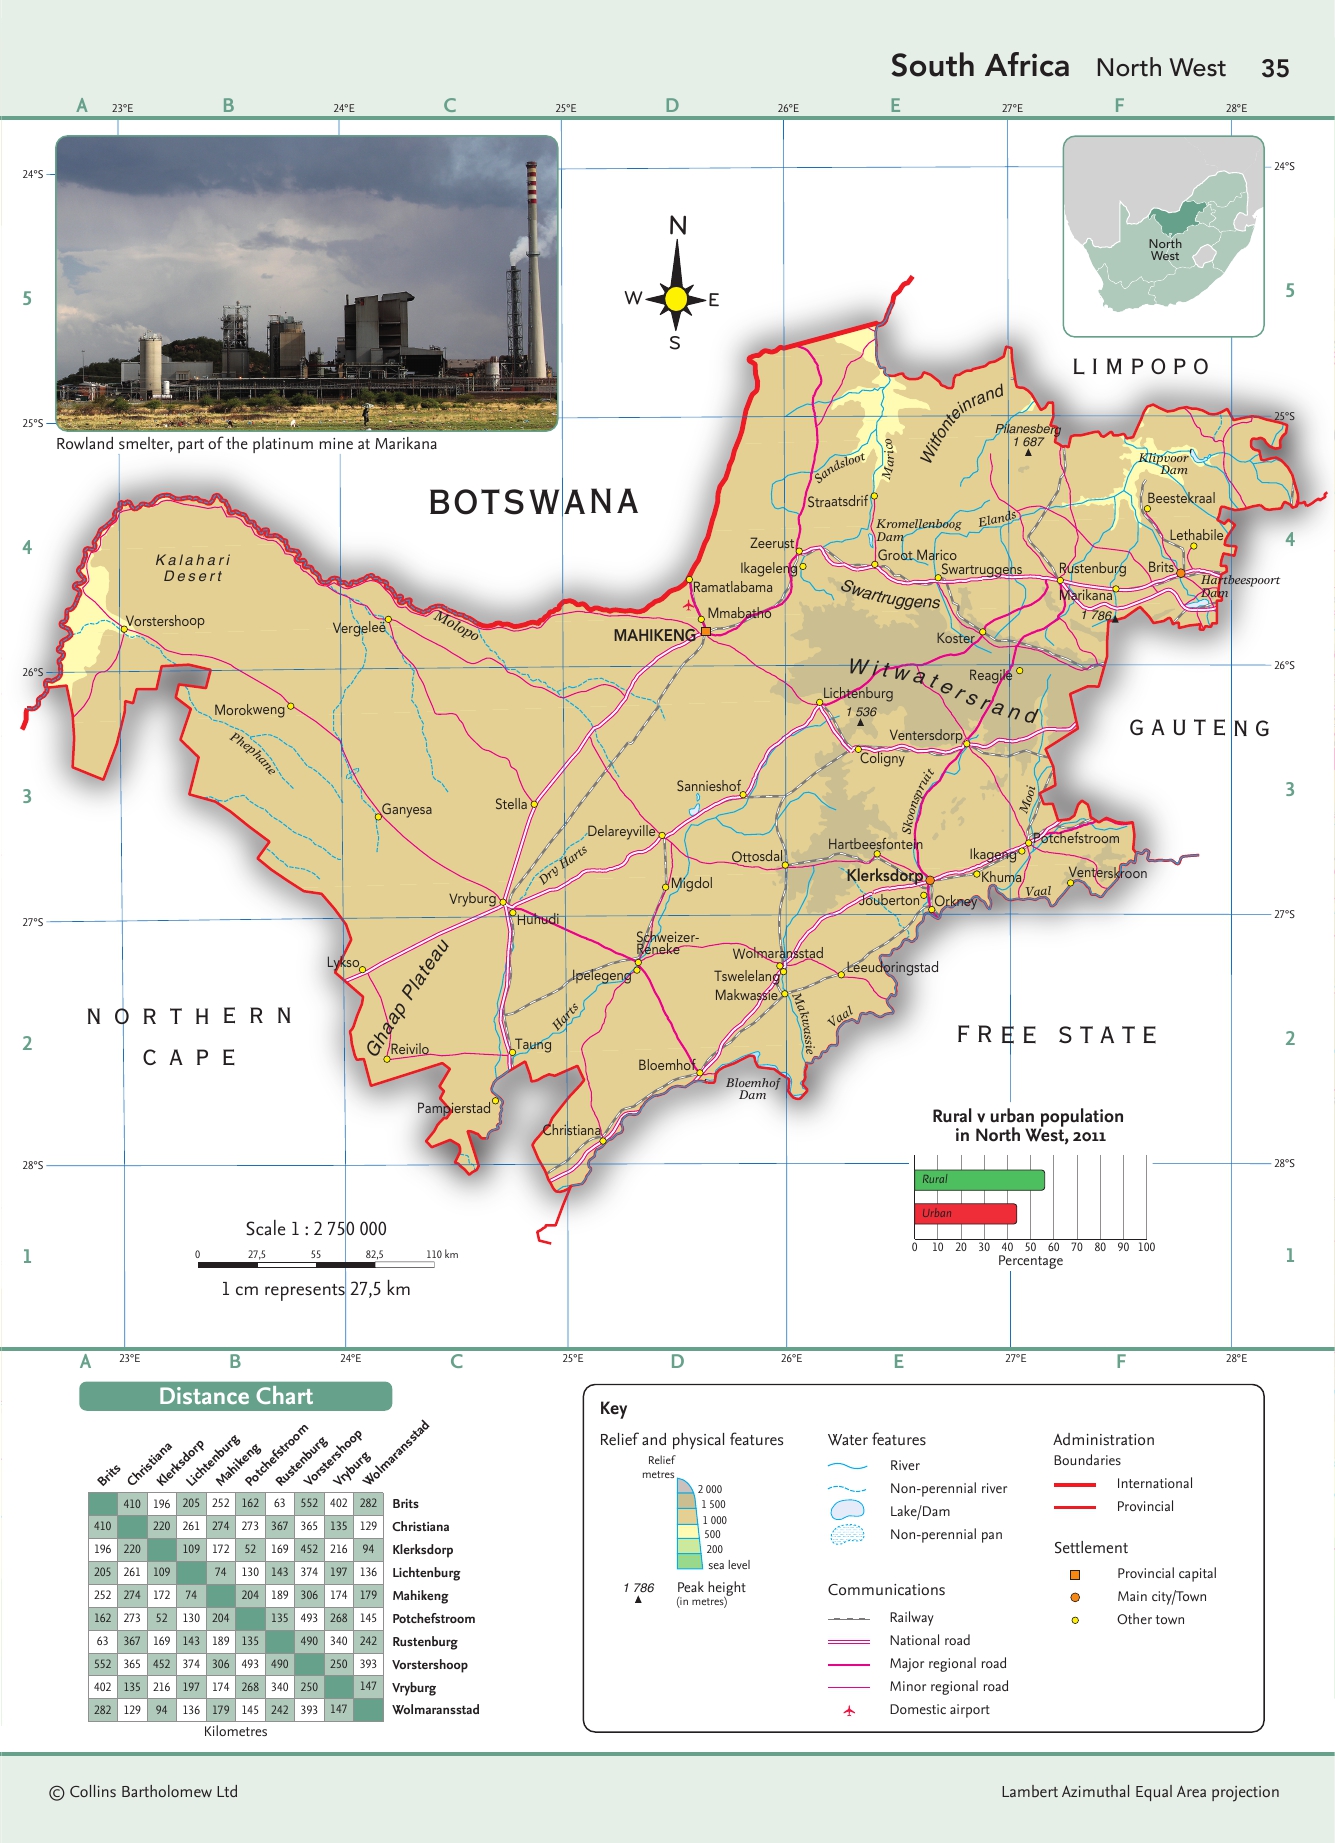 South Africa North West 35
A 23°E B 24°E C 25°E D 26°E E 27°E F 28°E
24°S
24°S
5
5
25°S
25°S
4
4
26°S
26°S
3
3
27°S
27°S
2
2
28°S
28°S
1
1
Rowland smelter, part of the platinum mine at Marikana
N
W E
S
North
West
LIMPOPO
BOTSWANA
GAUTENG
NORTHERN
CAPE
FREE STATE
Kalahari
Desert
Vorstershoop
Vergeleë
Molopo
Morokweng
Phephane
Ganyesa
Stella
Vryburg
Huhudi
Dry Harts
Lykso
Ghaap Plateau
Reivilo
Taung
Harts
Pampierstad
Christiana
Bloemhof
Bloemhof
Dam
Schweizer-
Reneke
Ipelegeng
Migdol
Delareyville
Sannieshof
Ottosdal
Wolmaransstad
Tswelelang
Makwassie
Makwassie
Leeudoringstad
Vaal
Hartbeesfontein
Klerksdorp
Jouberton
Orkney
Khuma
Ikageng
Potchefstroom
Venterskroon
Vaal
Mooi
Skoonspruit
Coligny
Ventersdorp
Lichtenburg
1 536
Witwatersrand
Reagile
Koster
MAHIKENG
Mmabatho
Ramatlabama
Zeerust
Ikageleng
Groot Marico
Swartruggens
Swartruggens
Kromellenboog
Dam
Straatsdrif
Sandsloot
Marico
Witfonteinrand
Pilanesberg
1 687
Elands
Rustenburg
Marikana
1 786
Brits
Hartbeespoort
Dam
Lethabile
Beestekraal
Klipvoor
Dam
Scale 1 : 2 750 000
0 27,5 55 82,5 110 km
1 cm represents 27,5 km
Rural v urban population
in North West, 2011
Rural
Urban
0 10 20 30 40 50 60 70 80 90 100
Percentage
A 23°E B 24°E C 25°E D 26°E E 27°E F 28°E
Distance Chart
Brits Christiana Klerksdorp Lichtenburg Mahikeng Potchefstroom Rustenburg Vorstershoop Vryburg Wolmaransstad
410 196 205 252 162 63 552 402 282 Brits
410 220 261 274 273 367 365 135 129 Christiana
196 220 109 172 52 169 452 216 94 Klerksdorp
205 261 109 74 130 143 374 197 136 Lichtenburg
252 274 172 74 204 189 306 174 179 Mahikeng
162 273 52 130 204 135 493 268 145 Potchefstroom
63 367 169 143 189 135 490 340 242 Rustenburg
552 365 452 374 306 493 490 250 393 Vorstershoop
402 135 216 197 174 268 340 250 147 Vryburg
282 129 94 136 179 145 242 393 147 Wolmaransstad
Kilometres
Key
Relief and physical features
Relief
metres
2 000
1 500
1 000
500
200
sea level
1 786 Peak height
(in metres)
Water features
River
Non-perennial river
Lake/Dam
Non-perennial pan
Communications
Railway
National road
Major regional road
Minor regional road
Domestic airport
Administration
Boundaries
International
Provincial
Settlement
Provincial capital
Main city/Town
Other town
© Collins Bartholomew Ltd
Lambert Azimuthal Equal Area projection